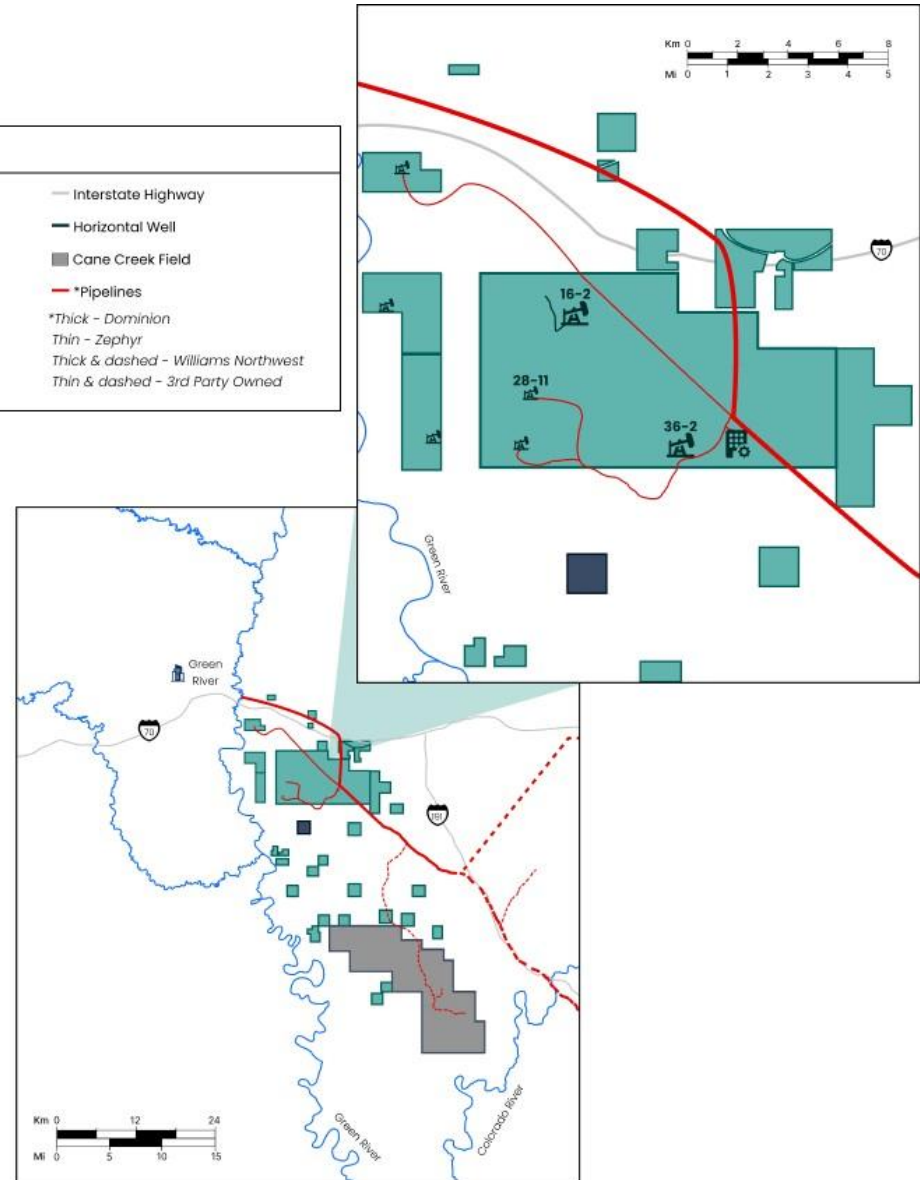 Km 0 2 4 6 8
Mi 0 1 2 3 4 5
Interstate Highway
Horizontal Well
Cane Creek Field
*Pipelines
*Thick - Dominion
Thin - Zephyr
Thick & dashed - Williams Northwest
Thin & dashed - 3rd Party Owned
70
16-2
28-11
36-2
Green River
Green
River
70
191
Km 0 12 24
Mi 0 5 10 15
Green River
Colorado River